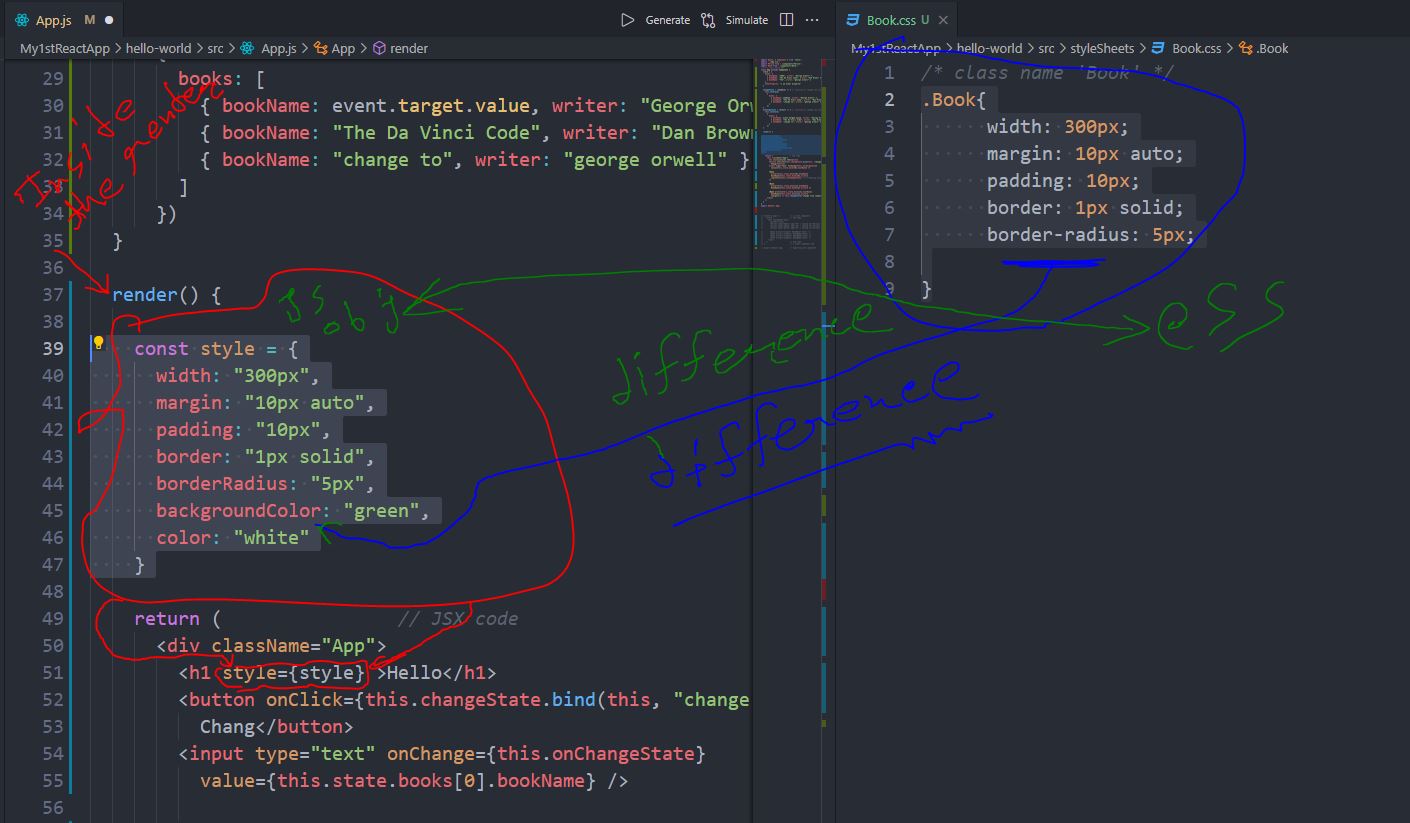 App.js M
Generate Simulate
My1stReactApp > hello-world > src > App.js > App > render
29 books: [
30 { bookName: event.target.value, writer: "George Orw
31 { bookName: "The Da Vinci Code", writer: "Dan Brown
32 { bookName: "change to", writer: "george orwell" }
33 ]
34 })
35 }
36
37 render() {
38
39 const style = {
40 width: "300px",
41 margin: "10px auto",
42 padding: "10px",
43 border: "1px solid",
44 borderRadius: "5px",
45 backgroundColor: "green",
46 color: "white"
47 }
48
49 return ( // JSX code
50 <div className="App">
51 <h1 style={style} >Hello</h1>
52 <button onClick={this.changeState.bind(this, "change
53 Chang</button>
54 <input type="text" onChange={this.onChangeState}
55 value={this.state.books[0].bookName} />
56
Inside
the render
JS
obj
difference
difference
Book.css U
My1stReactApp > hello-world > src > styleSheets > Book.css > .Book
1 /* class name 'Book' */
2 .Book{
3 width: 300px;
4 margin: 10px auto;
5 padding: 10px;
6 border: 1px solid;
7 border-radius: 5px;
8
9 }
CSS